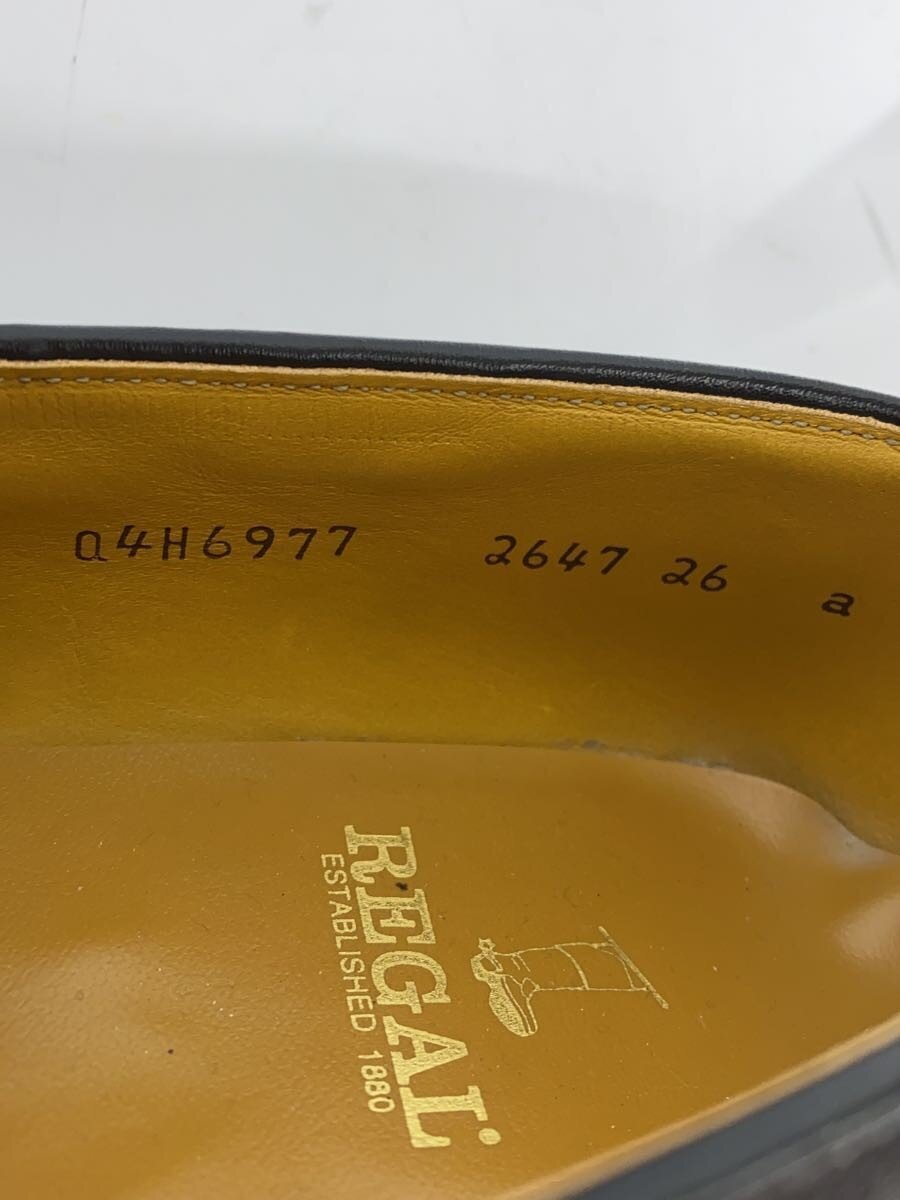 Q4H6977 2647 26 a
REGAL
ESTABLISHED 1880